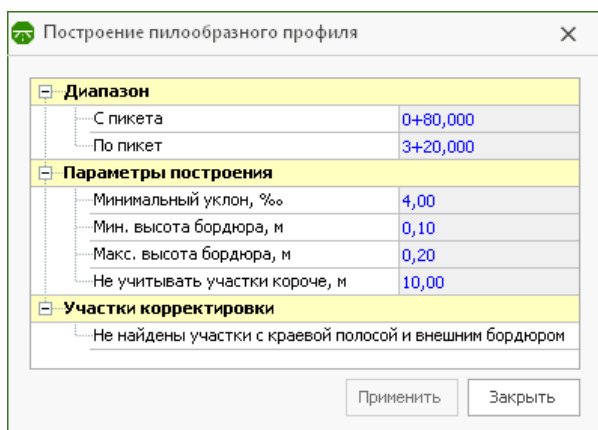 Построение пилообразного профиля
Диапазон
С пикета 0+80,000
По пикет 3+20,000
Параметры построения
Минимальный уклон, ‰ 4,00
Мин. высота бордюра, м 0,10
Макс. высота бордюра, м 0,20
Не учитывать участки короче, м 10,00
Участки корректировки
Не найдены участки с краевой полосой и внешним бордюром
Применить Закрыть